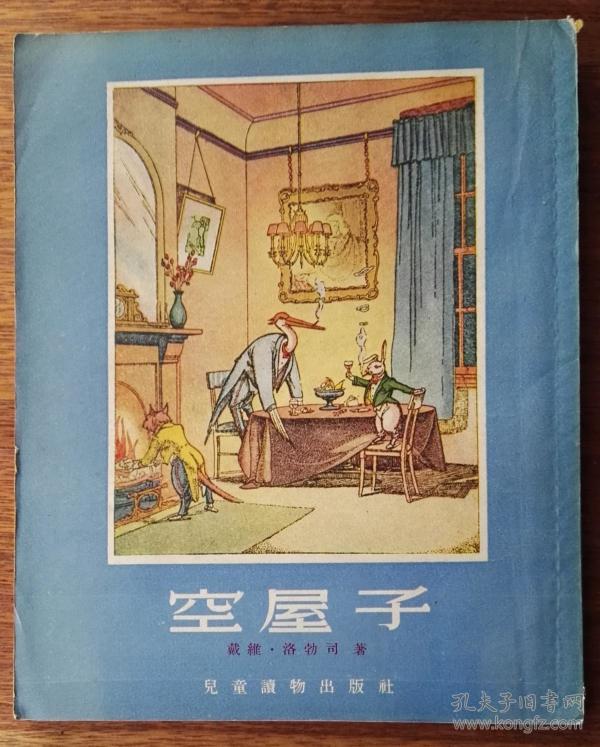 空屋子
戴維·洛勃司 著
兒童讀物出版社
孔夫子旧书网
www.kongfz.com